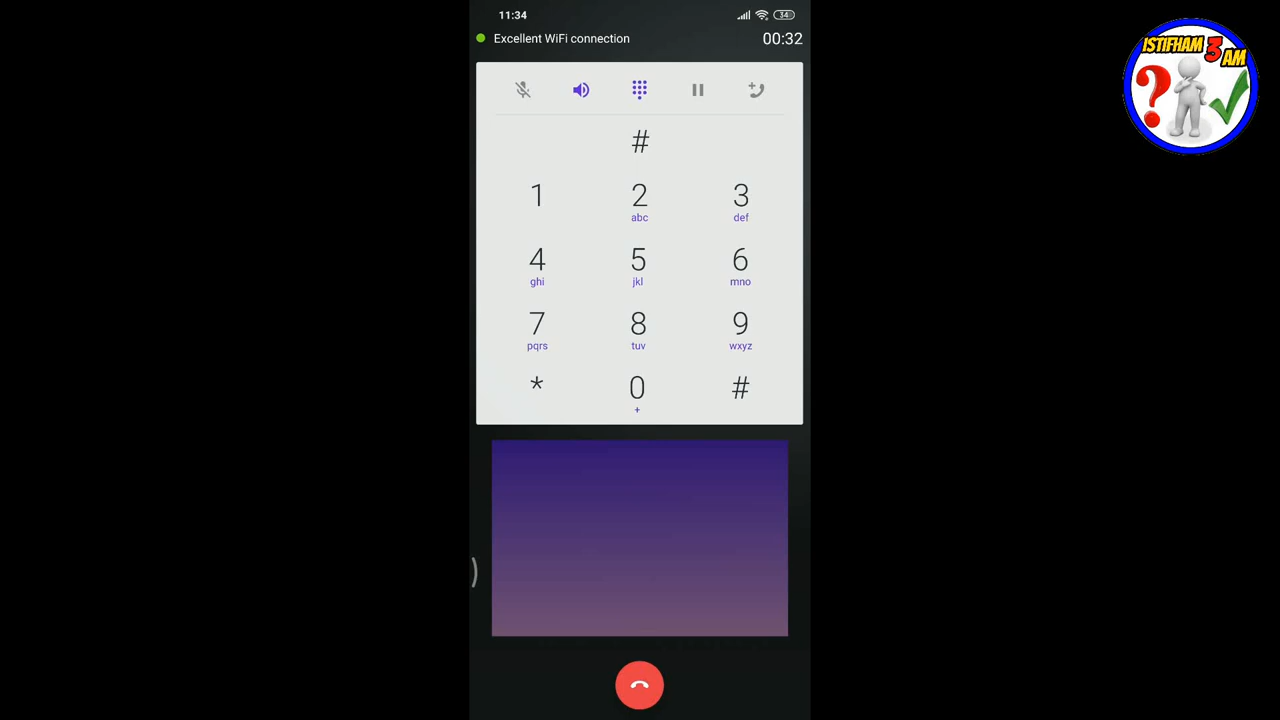 11:34
34
Excellent WiFi connection
00:32
ISTIFHAM 3 AM
#
1
2
abc
3
def
4
ghi
5
jkl
6
mno
7
pqrs
8
tuv
9
wxyz
*
0
+
#